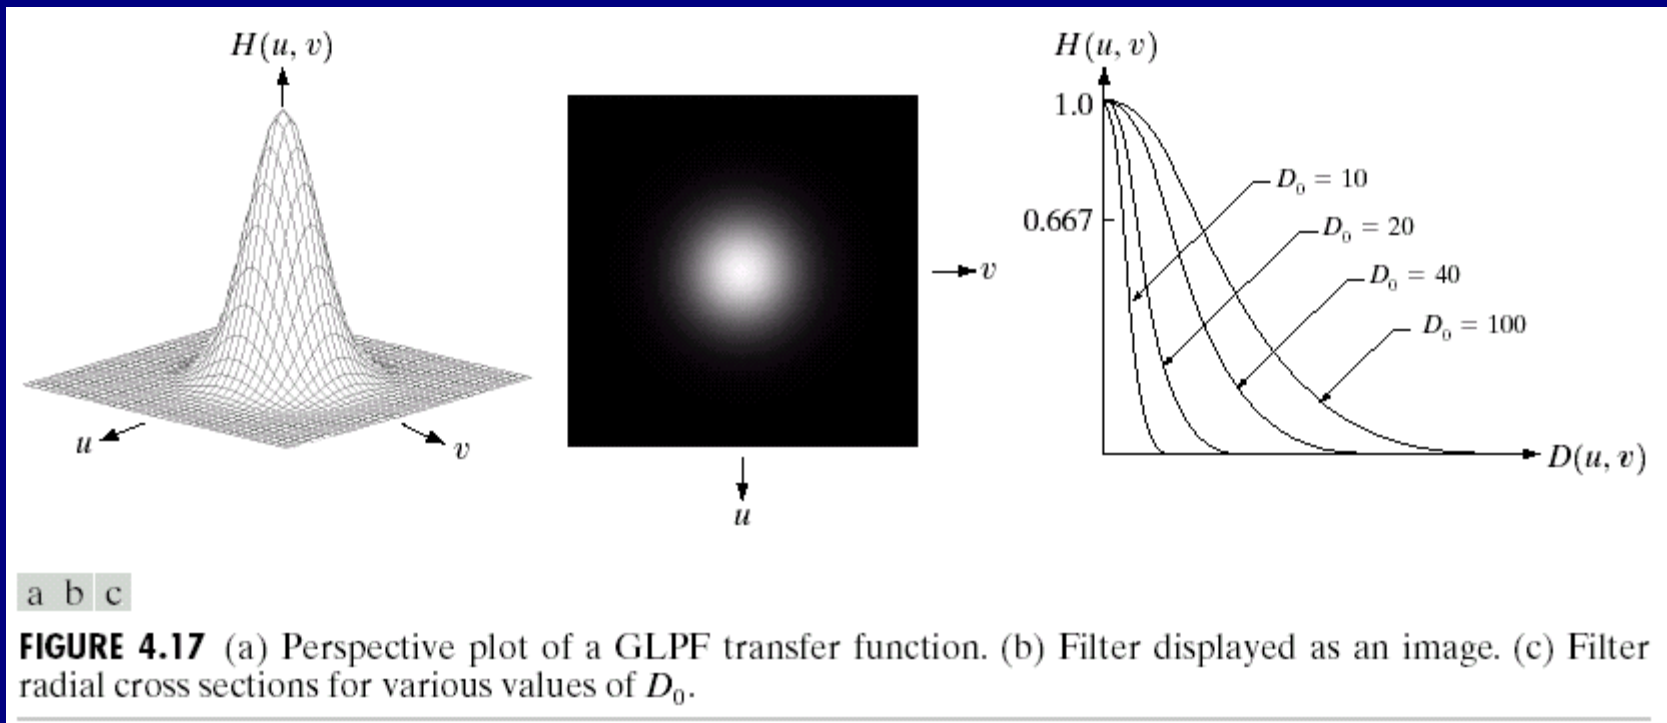 H(u, v)
u
v
v
u
H(u, v)
1.0
0.667
D₀ = 10
D₀ = 20
D₀ = 40
D₀ = 100
D(u, v)
a b c
FIGURE 4.17 (a) Perspective plot of a GLPF transfer function. (b) Filter displayed as an image. (c) Filter
radial cross sections for various values of D₀.